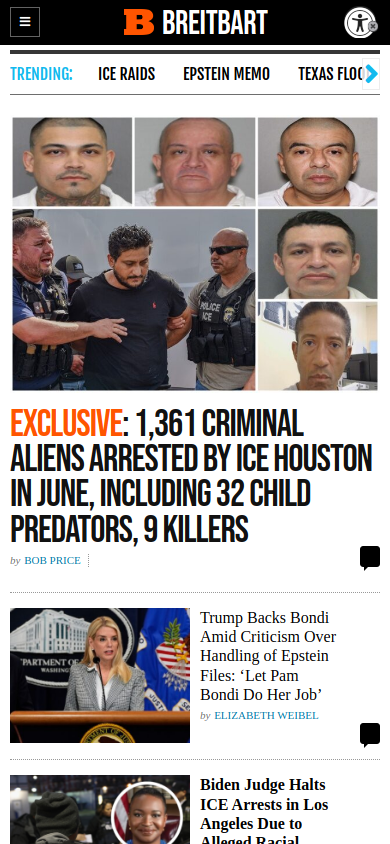 BREITBART
TRENDING:
ICE RAIDS
EPSTEIN MEMO
TEXAS FLOO
POLICE
ICE
EXCLUSIVE: 1,361 CRIMINAL
ALIENS ARRESTED BY ICE HOUSTON
IN JUNE, INCLUDING 32 CHILD
PREDATORS, 9 KILLERS
by BOB PRICE
Trump Backs Bondi
Amid Criticism Over
Handling of Epstein
Files: ‘Let Pam
Bondi Do Her Job’
by ELIZABETH WEIBEL
Biden Judge Halts
ICE Arrests in Los
Angeles Due to
Alleged Racial